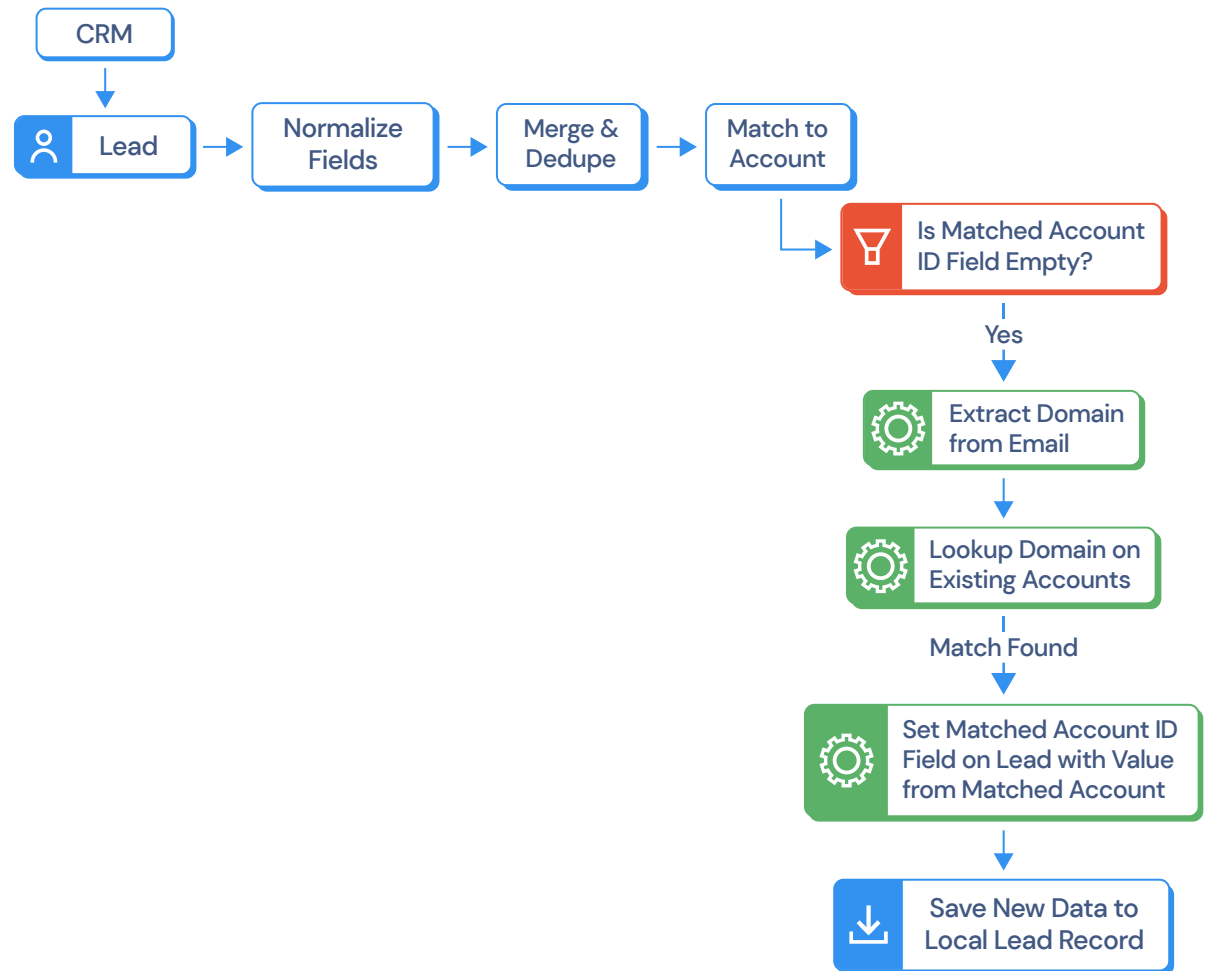 CRM
Lead
Normalize
Fields
Merge &
Dedupe
Match to
Account
Is Matched Account
ID Field Empty?
Yes
Extract Domain
from Email
Lookup Domain on
Existing Accounts
Match Found
Set Matched Account ID
Field on Lead with Value
from Matched Account
Save New Data to
Local Lead Record